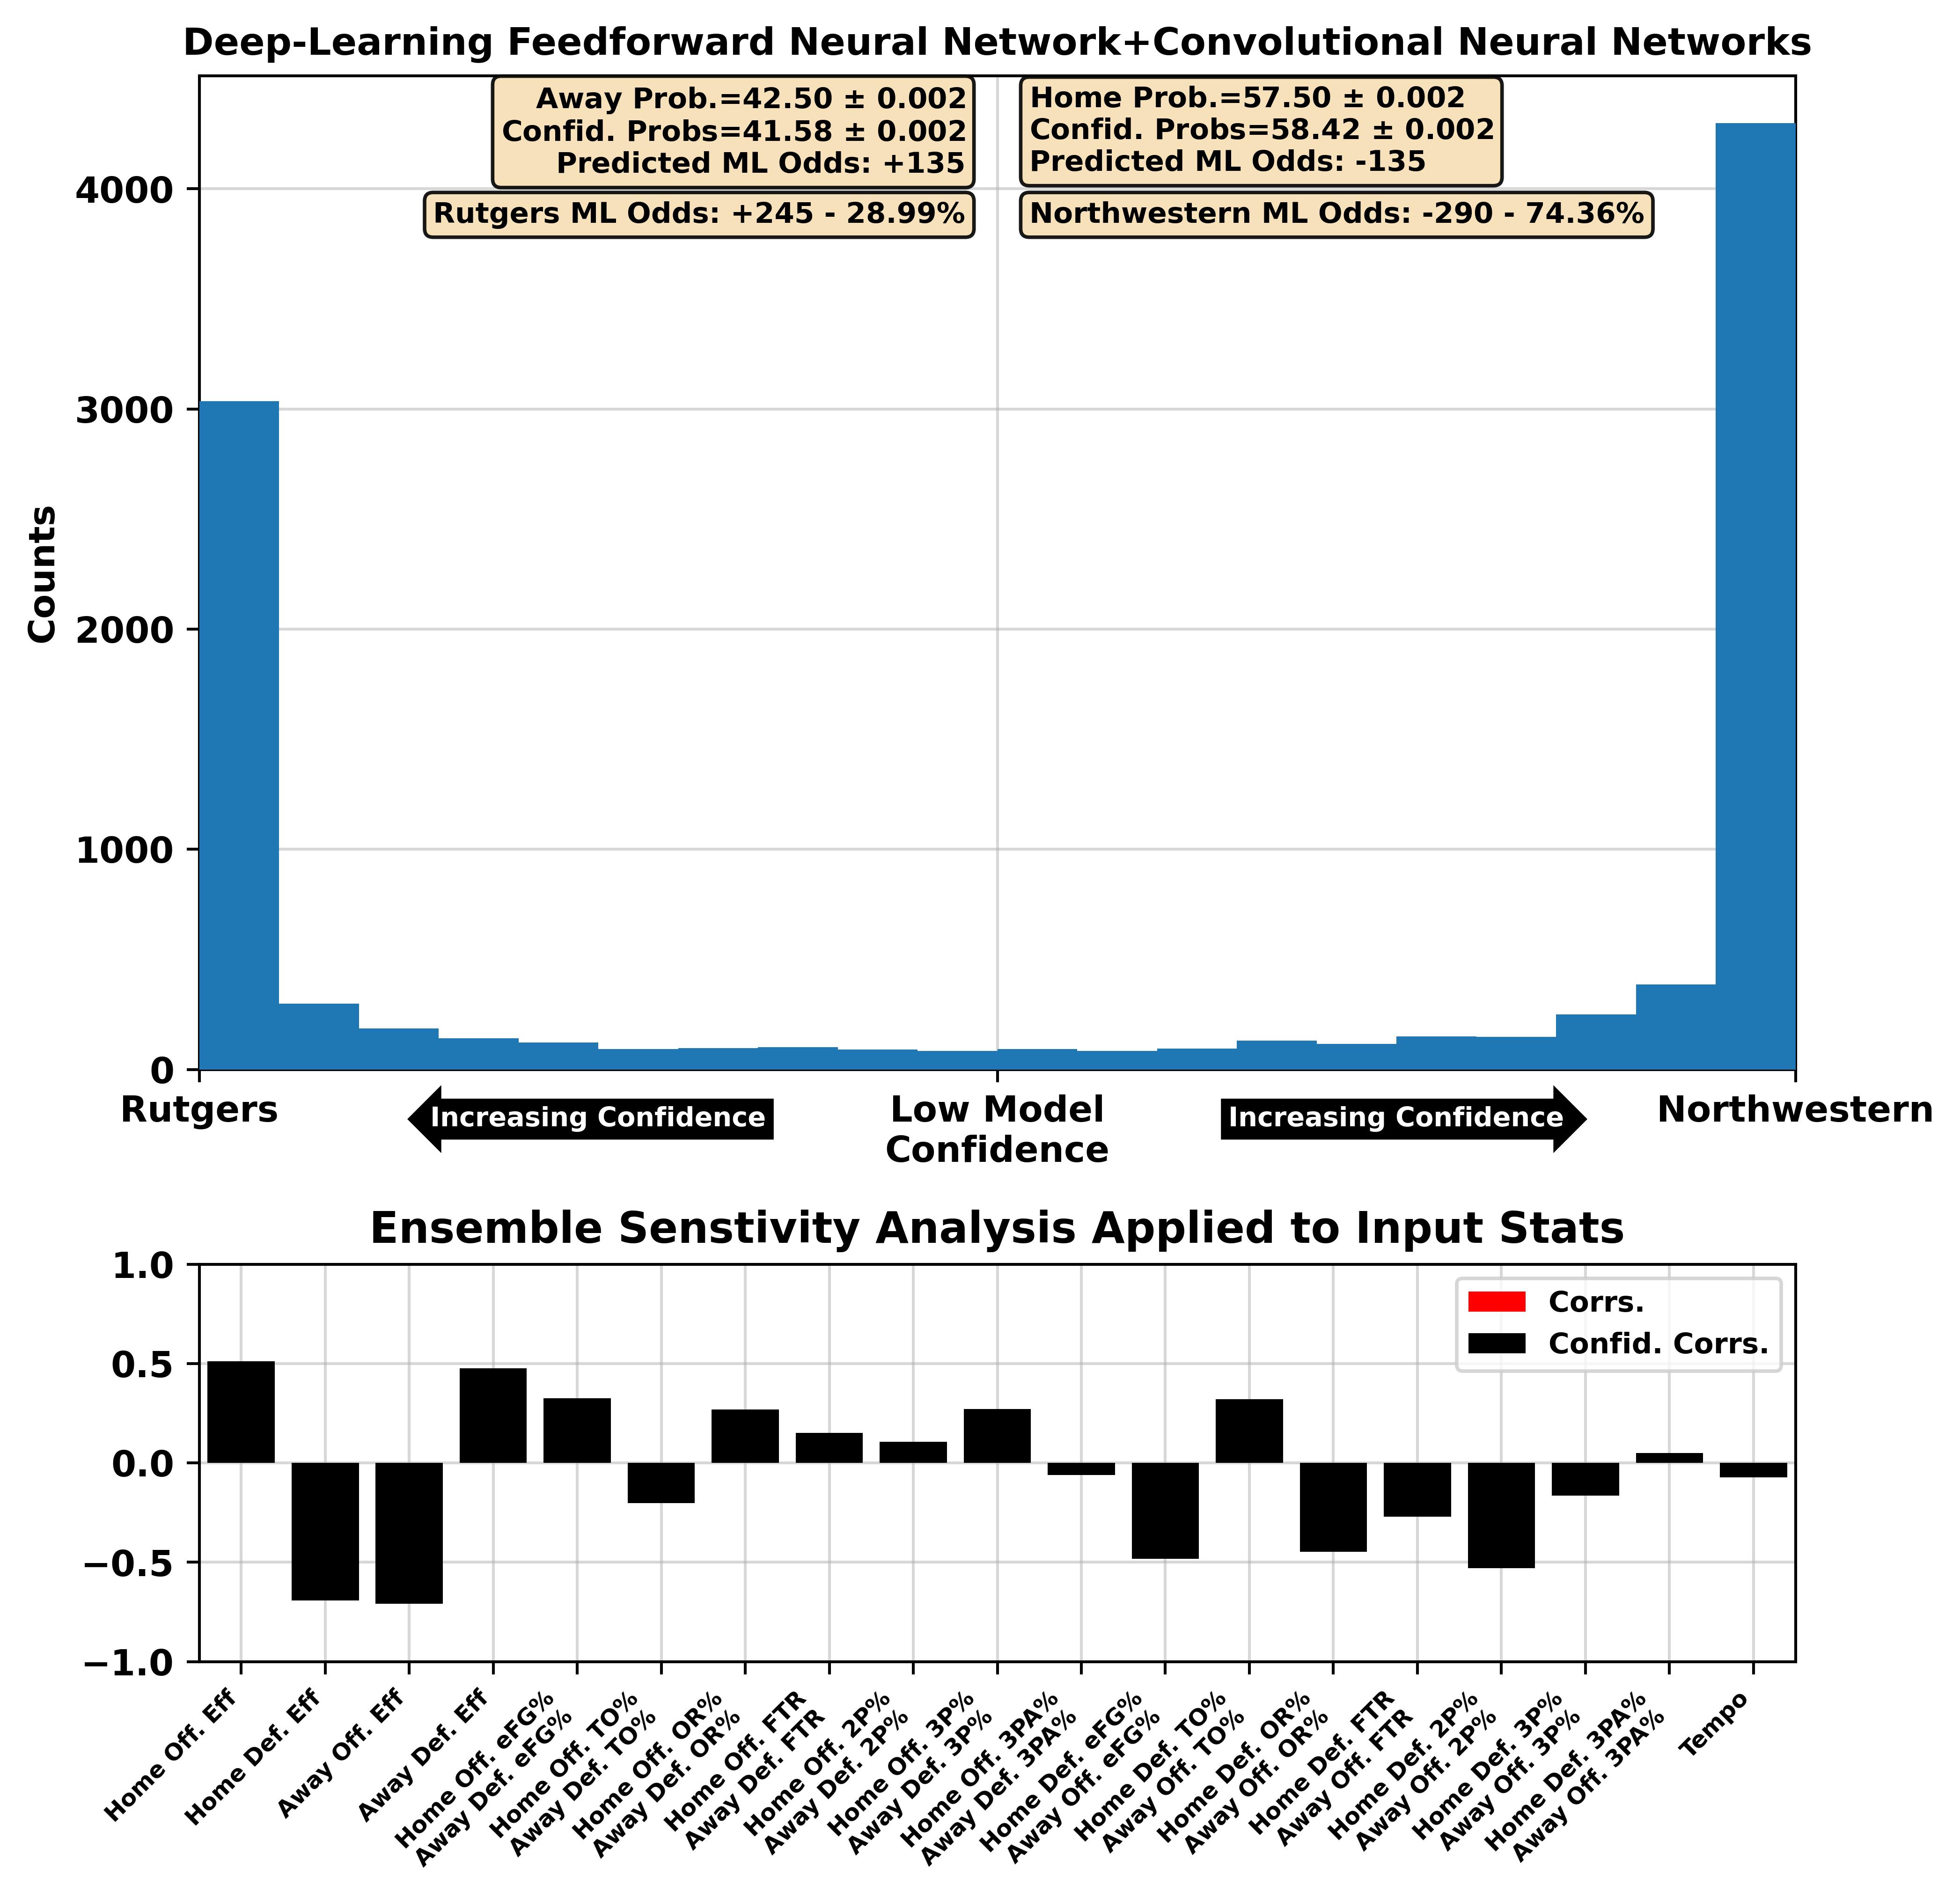 Deep-Learning Feedforward Neural Network+Convolutional Neural Networks
Away Prob.=42.50 ± 0.002
Confid. Probs=41.58 ± 0.002
Predicted ML Odds: +135
Home Prob.=57.50 ± 0.002
Confid. Probs=58.42 ± 0.002
Predicted ML Odds: -135
Rutgers ML Odds: +245 - 28.99%
Northwestern ML Odds: -290 - 74.36%
Counts
4000
3000
2000
1000
0
Rutgers
Increasing Confidence
Low Model
Confidence
Increasing Confidence
Northwestern
Ensemble Senstivity Analysis Applied to Input Stats
Corrs.
Confid. Corrs.
1.0
0.5
0.0
−0.5
−1.0
Home Off. Eff
Home Def. Eff
Away Off. Eff
Away Def. Eff
Home Off. eFG%
Away Def. eFG%
Home Off. TO%
Away Def. TO%
Home Off. OR%
Away Def. OR%
Home Off. FTR
Away Def. FTR
Home Off. 2P%
Away Def. 2P%
Home Off. 3P%
Away Def. 3P%
Home Off. 3PA%
Away Def. 3PA%
Home Def. eFG%
Away Off. eFG%
Home Def. TO%
Away Off. TO%
Home Def. OR%
Away Off. OR%
Home Def. FTR
Away Off. FTR
Home Def. 2P%
Away Off. 2P%
Home Def. 3P%
Away Off. 3P%
Home Def. 3PA%
Away Off. 3PA%
Tempo